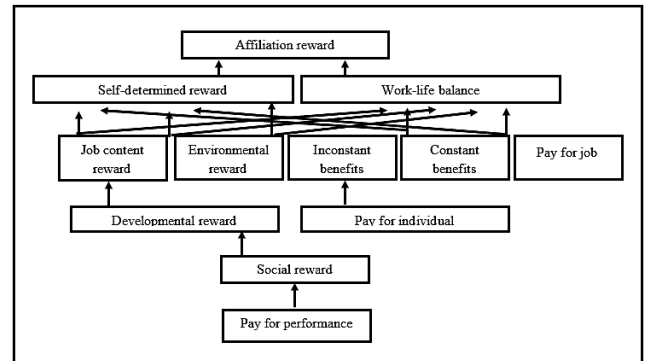 Affiliation reward
Self-determined reward
Work-life balance
Job content
reward
Environmental
reward
Inconstant
benefits
Constant
benefits
Pay for job
Developmental reward
Pay for individual
Social reward
Pay for performance